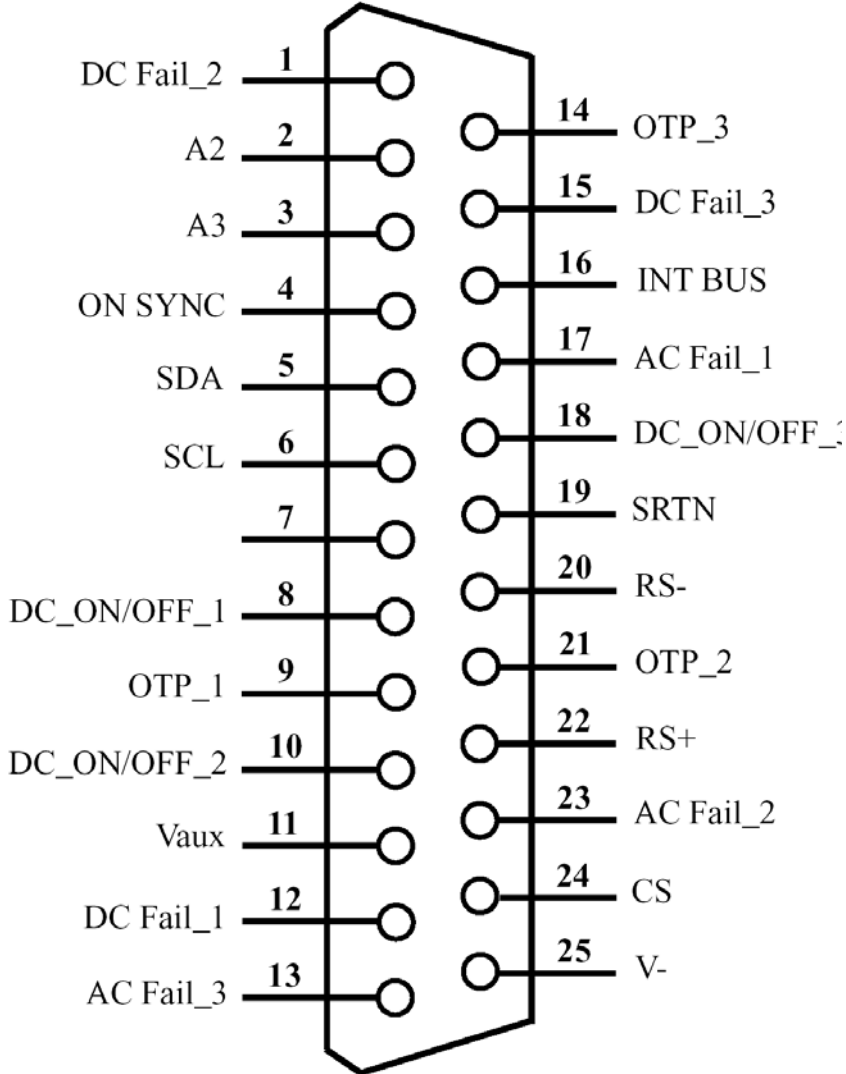 DC Fail_2 1
A2 2
A3 3
ON SYNC 4
SDA 5
SCL 6
7
DC_ON/OFF_1 8
OTP_1 9
DC_ON/OFF_2 10
Vaux 11
DC Fail_1 12
AC Fail_3 13
14 OTP_3
15 DC Fail_3
16 INT BUS
17 AC Fail_1
18 DC_ON/OFF_3
19 SRTN
20 RS-
21 OTP_2
22 RS+
23 AC Fail_2
24 CS
25 V-